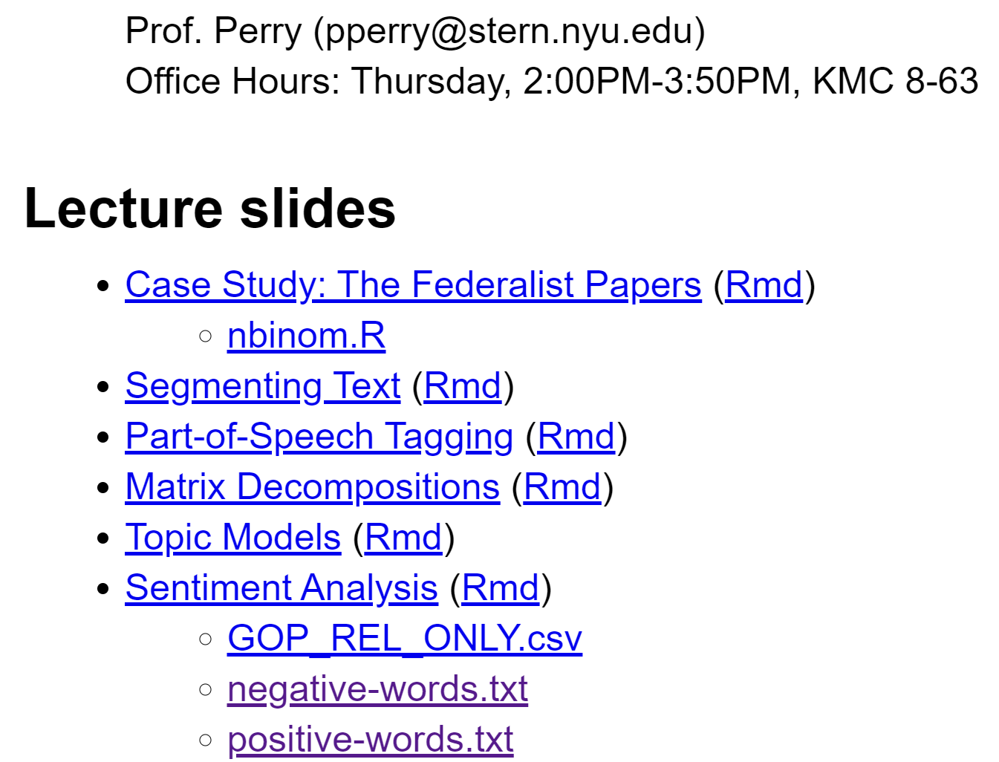 Prof. Perry (pperry@stern.nyu.edu)
Office Hours: Thursday, 2:00PM-3:50PM, KMC 8-63
Lecture slides
Case Study: The Federalist Papers (Rmd)
nbinom.R
Segmenting Text (Rmd)
Part-of-Speech Tagging (Rmd)
Matrix Decompositions (Rmd)
Topic Models (Rmd)
Sentiment Analysis (Rmd)
GOP_REL_ONLY.csv
negative-words.txt
positive-words.txt